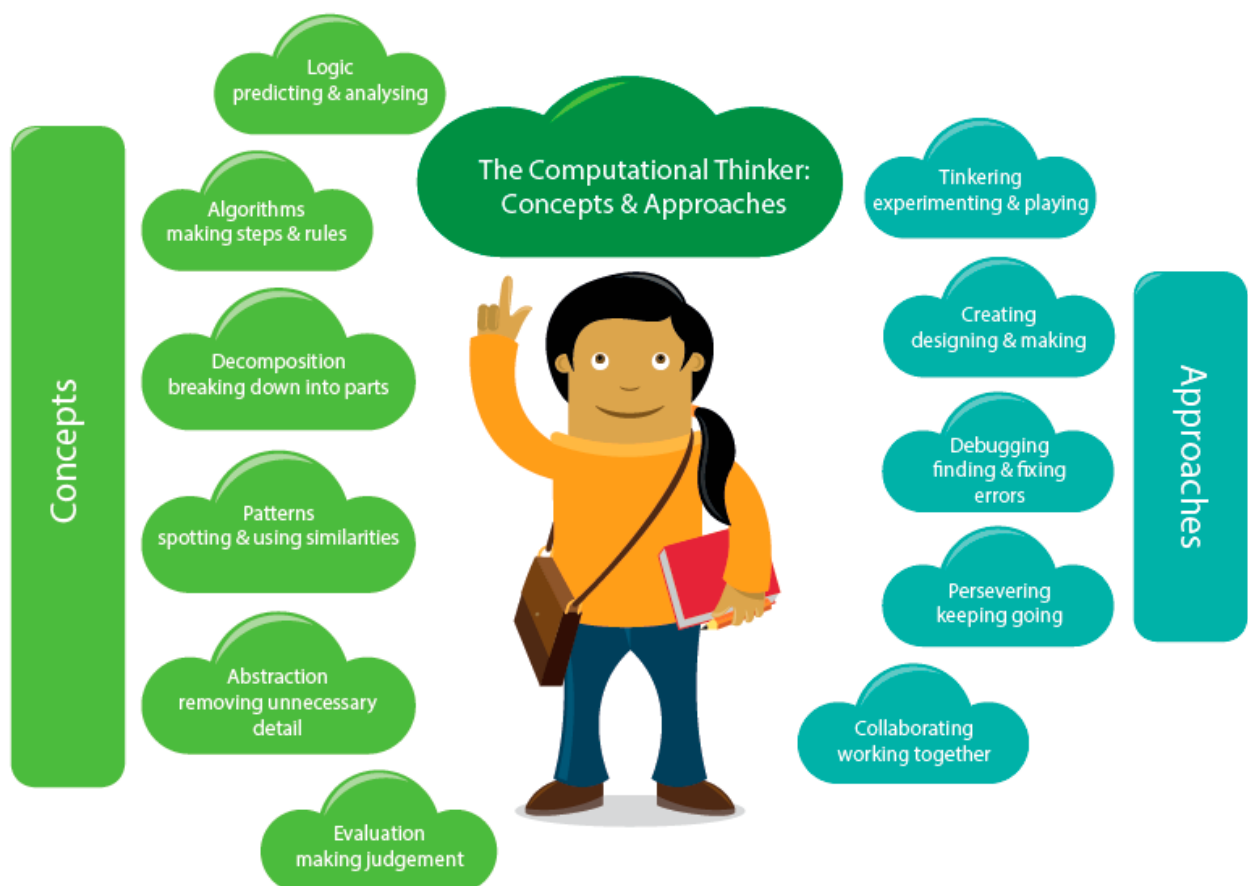 The Computational Thinker:
Concepts & Approaches
Concepts
Logic
predicting & analysing
Algorithms
making steps & rules
Decomposition
breaking down into parts
Patterns
spotting & using similarities
Abstraction
removing unnecessary
detail
Evaluation
making judgement
Approaches
Tinkering
experimenting & playing
Creating
designing & making
Debugging
finding & fixing
errors
Persevering
keeping going
Collaborating
working together